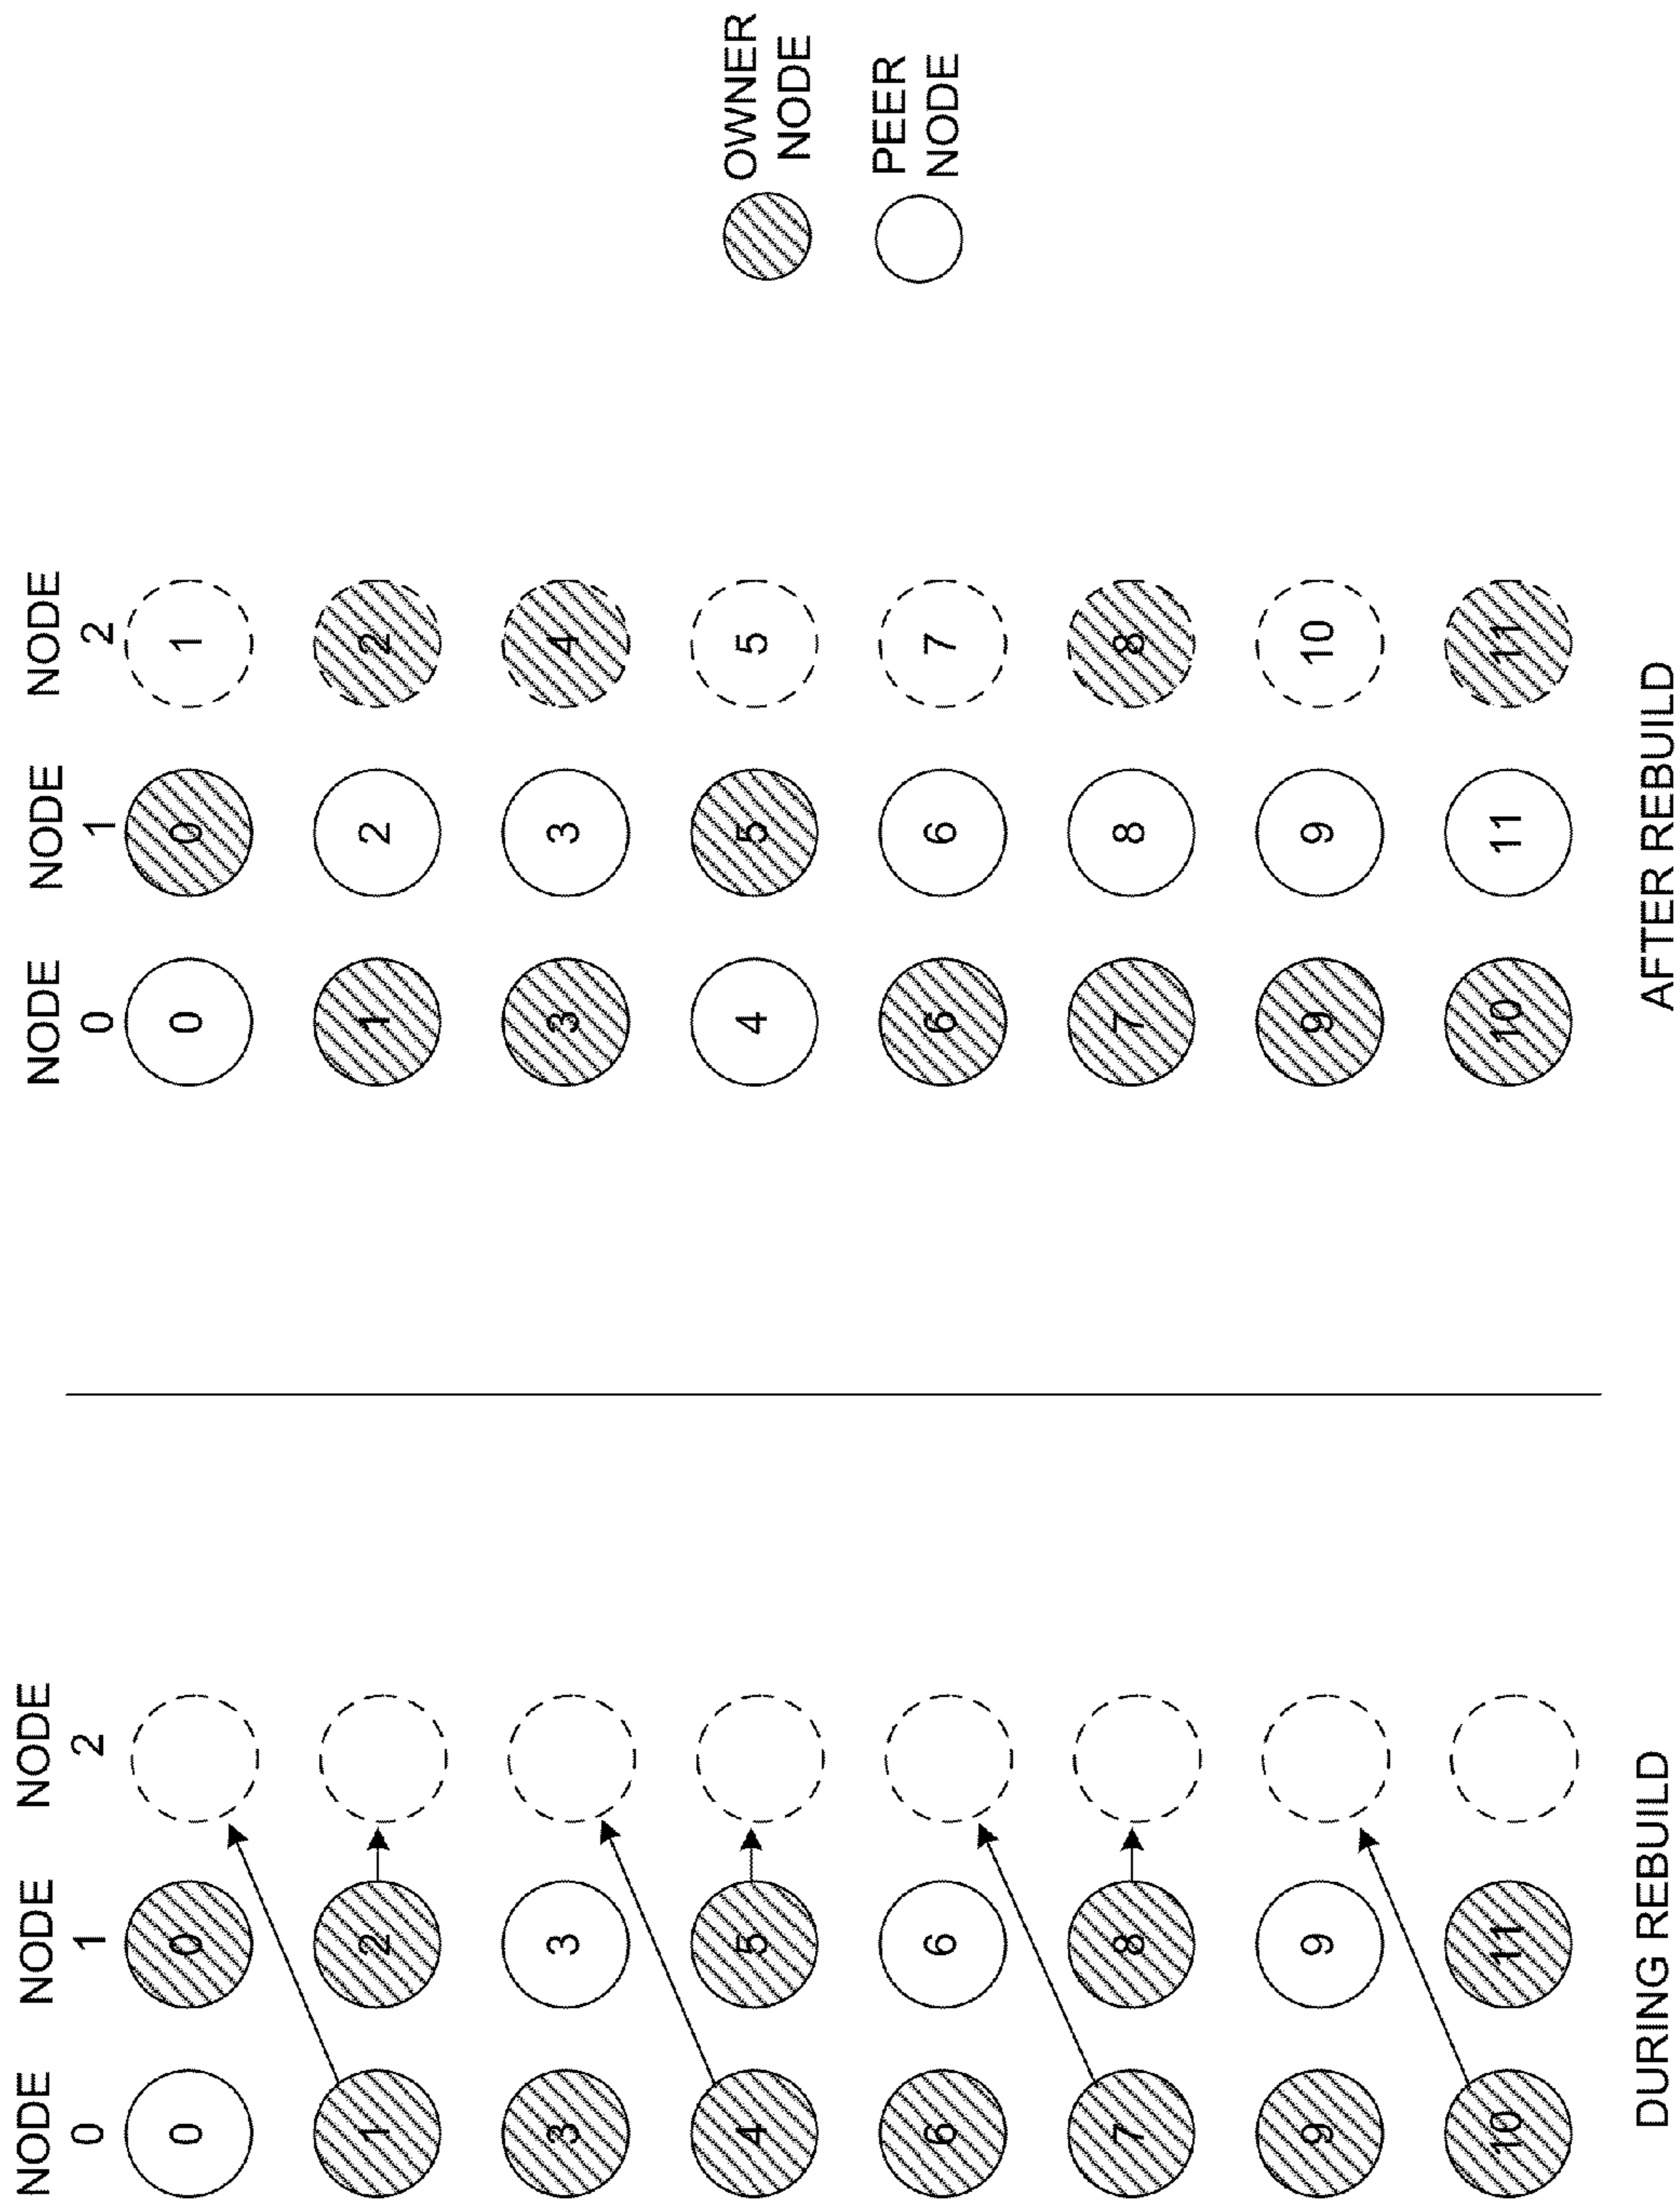 NODE NODE NODE NODE NODE NODE
0 1 2 0 1 2
0 0 0 0 1
1 2 1 2 2
3 3 3 3 4
4 5 4 5 5 OWNER
NODE
6 6 6 6 7 PEER
NODE
7 8 7 8 8
9 9 9 9 10
10 11 10 11 11
DURING REBUILD AFTER REBUILD